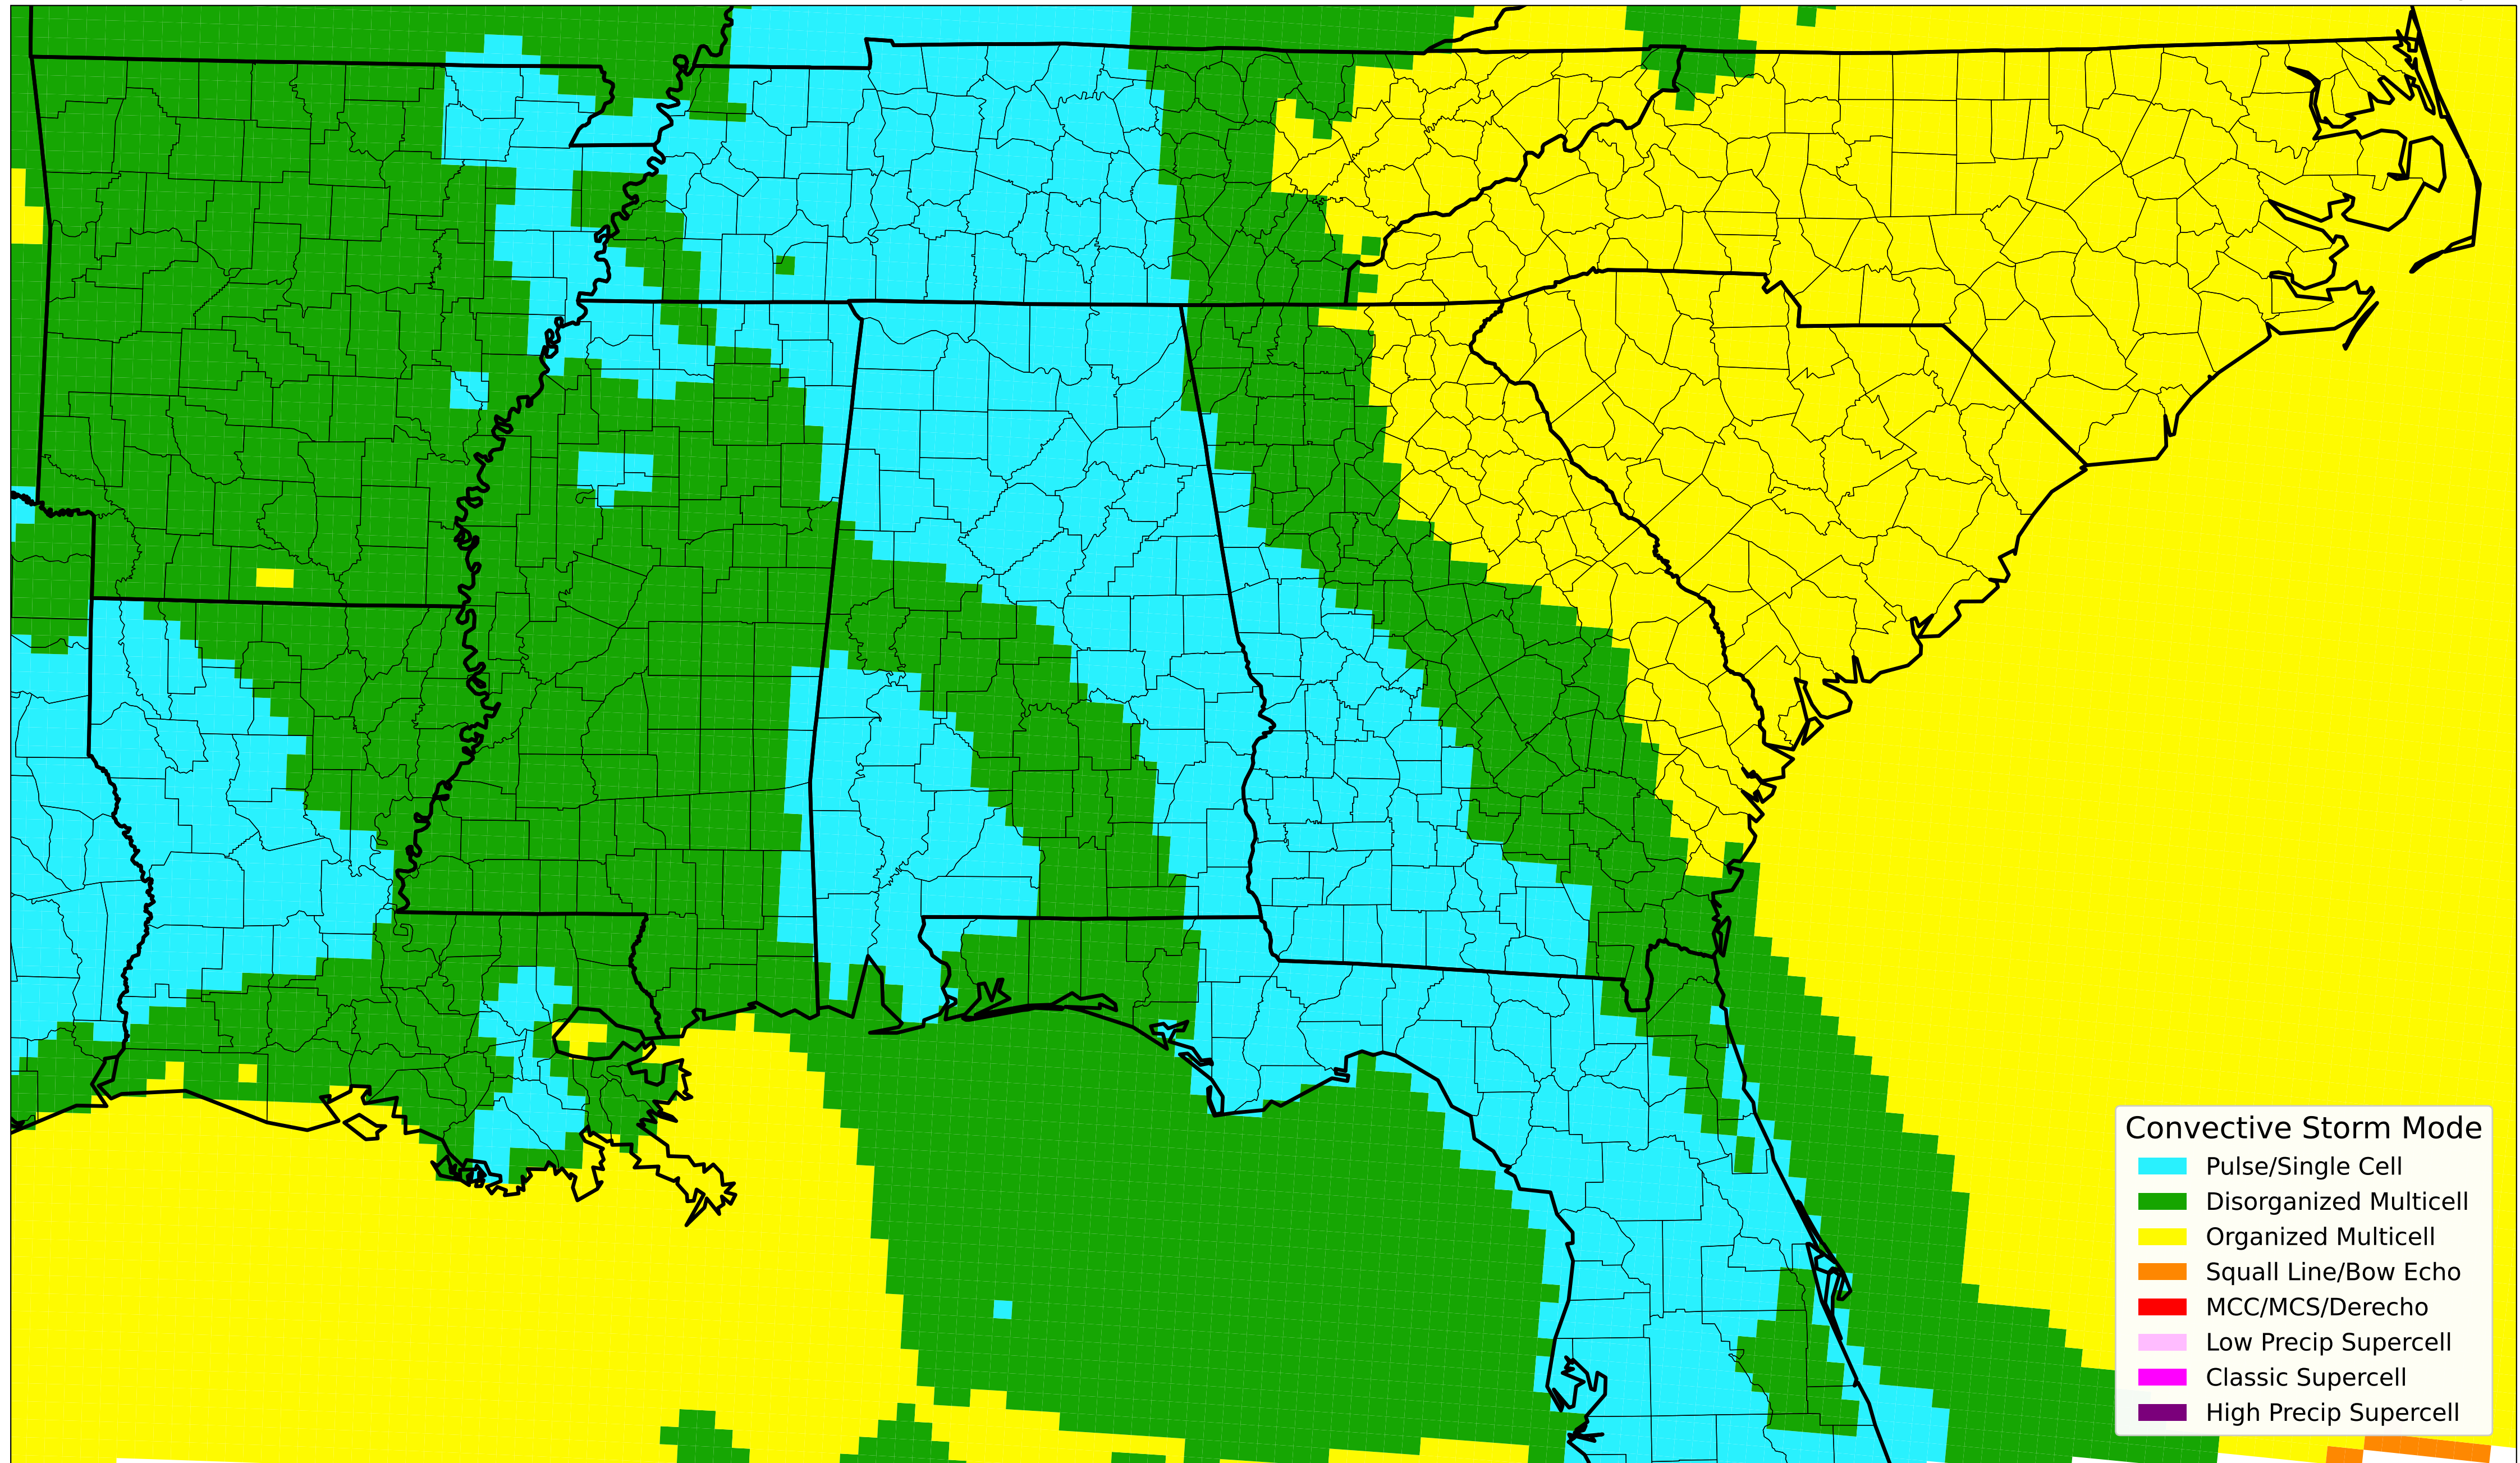 Convective Storm Mode
Pulse/Single Cell
Disorganized Multicell
Organized Multicell
Squall Line/Bow Echo
MCC/MCS/Derecho
Low Precip Supercell
Classic Supercell
High Precip Supercell